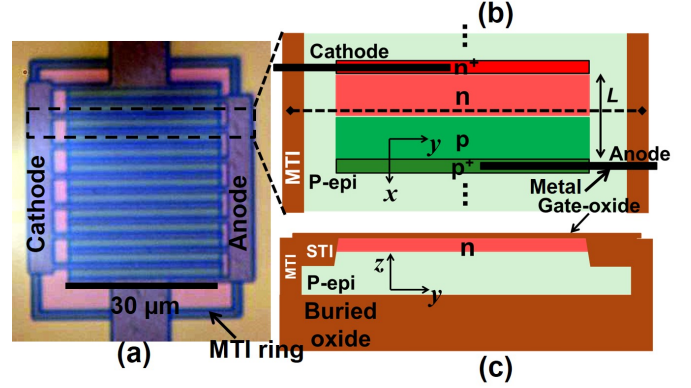 Cathode
Anode
30 µm
MTI ring
(a)
(b)
Cathode
n⁺
n
L
p
y
x
p⁺
P-epi
MTI
Anode
Metal
Gate-oxide
STI
n
MTI
z
P-epi
y
Buried
oxide
(c)